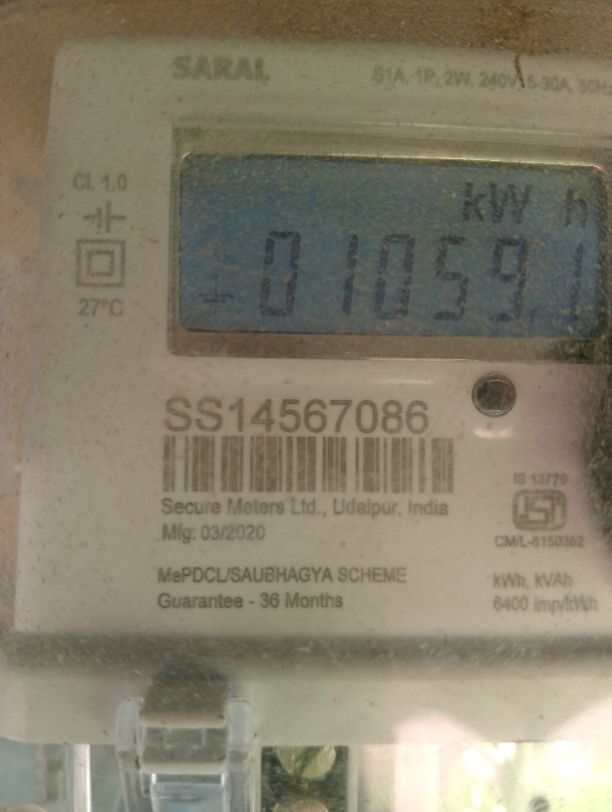 SARAL
S1A, 1P, 2W, 240V, 5-30A, 50Hz
Cl. 1.0
kW h
01059.1
27°C
SS14567086
Secure Meters Ltd., Udaipur, India
Mfg: 03/2020
IS 13779
CM/L-8150362
MePDCL/SAUBHAGYA SCHEME
Guarantee - 36 Months
kWh, kVAh
6400 imp/kWh